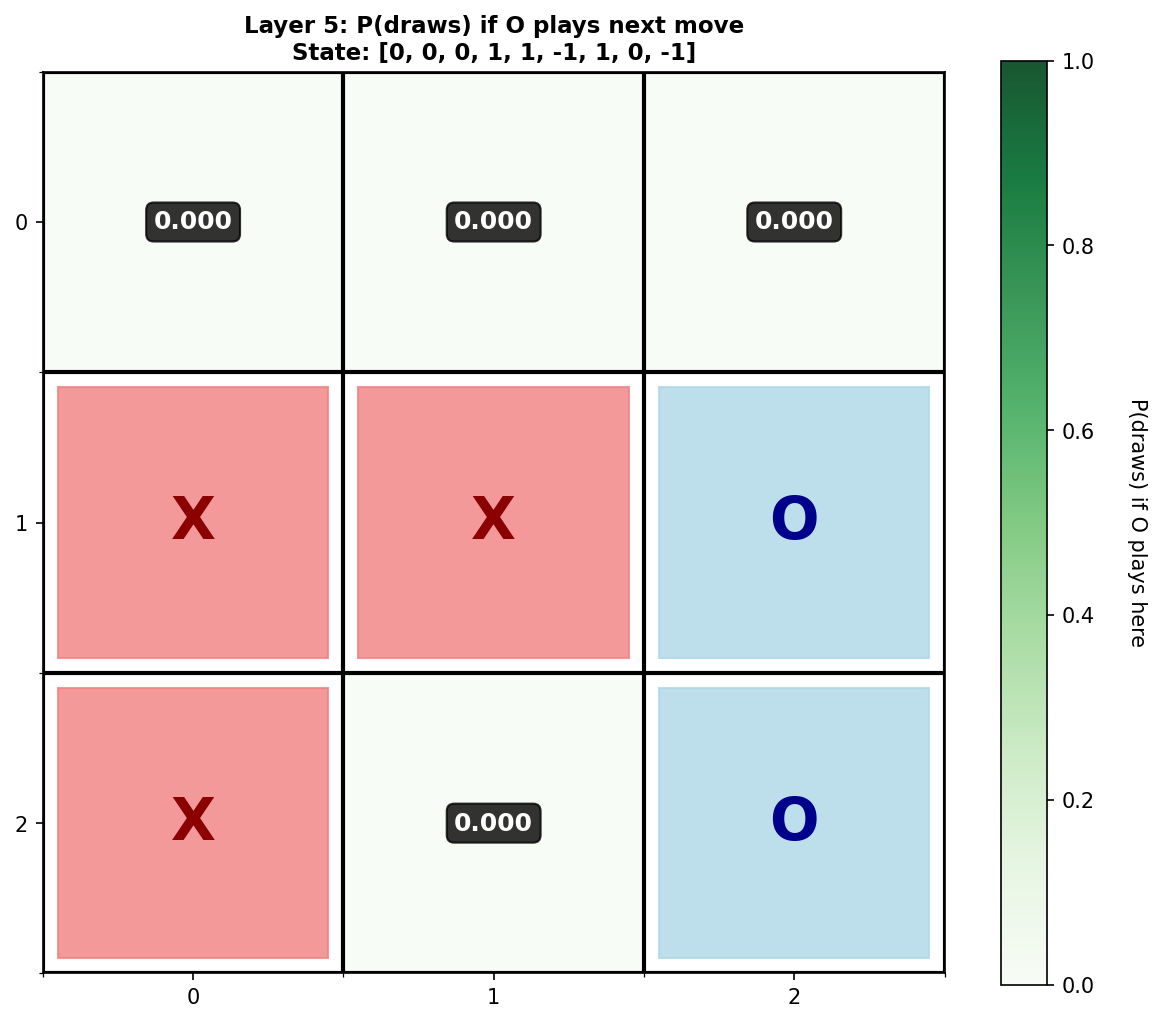 Layer 5: P(draws) if O plays next move
State: [0, 0, 0, 1, 1, -1, 1, 0, -1]
0
0.000
0.000
0.000
1
X
X
O
2
X
0.000
O
0
1
2
1.0
0.8
0.6
0.4
0.2
0.0
P(draws) if O plays here